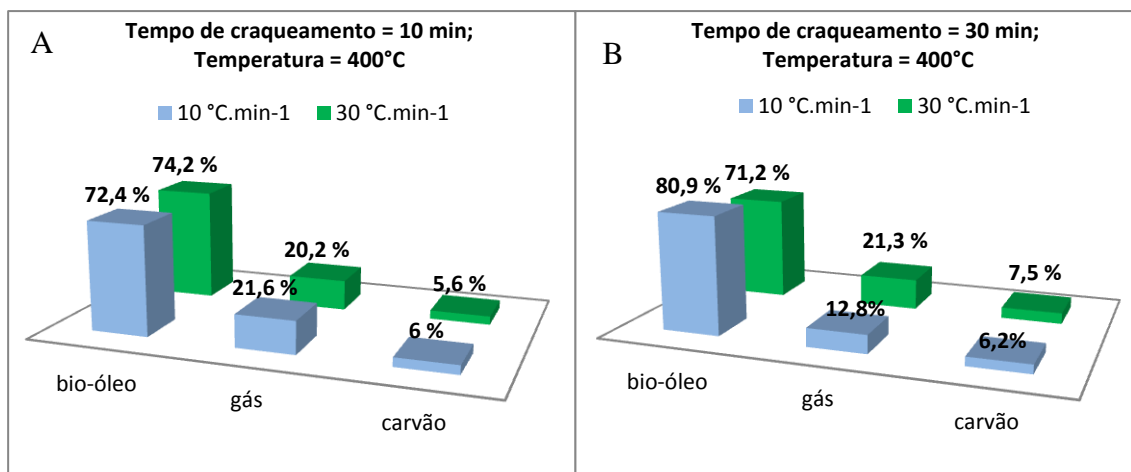 A
Tempo de craqueamento = 10 min;
Temperatura = 400°C
10 °C.min-1 30 °C.min-1
74,2 %
72,4 %
20,2 %
21,6 %
5,6 %
6 %
bio-óleo
gás
carvão
B
Tempo de craqueamento = 30 min;
Temperatura = 400°C
10 °C.min-1 30 °C.min-1
80,9 %
71,2 %
21,3 %
12,8%
7,5 %
6,2%
bio-óleo
gás
carvão